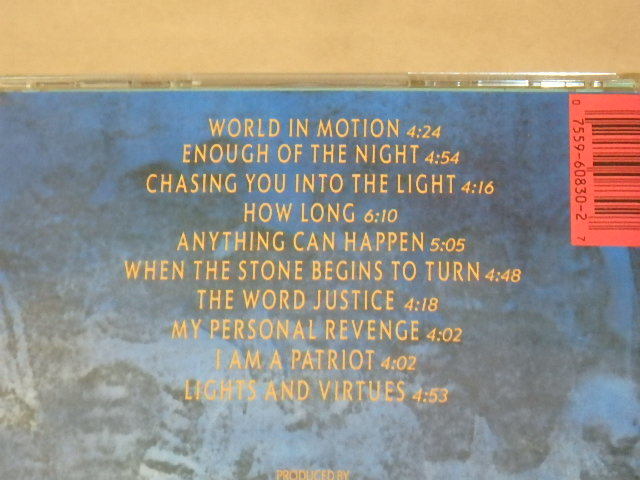 WORLD IN MOTION 4:24
ENOUGH OF THE NIGHT 4:54
CHASING YOU INTO THE LIGHT 4:16
HOW LONG 6:10
ANYTHING CAN HAPPEN 5:05
WHEN THE STONE BEGINS TO TURN 4:48
THE WORD JUSTICE 4:18
MY PERSONAL REVENGE 4:02
I AM A PATRIOT 4:02
LIGHTS AND VIRTUES 4:53
PRODUCED BY
0 7559-60830-2 7